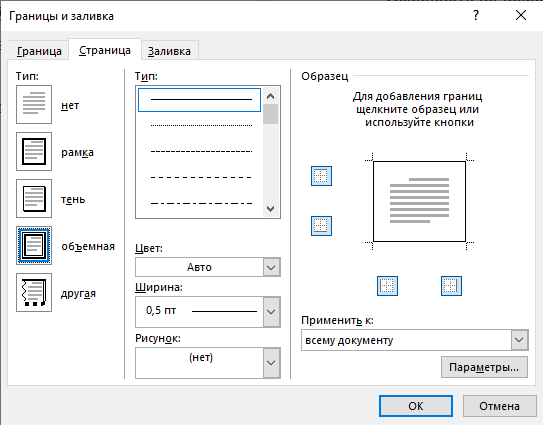 Границы и заливка
?
Граница
Страница
Заливка
Тип:
нет
рамка
тень
объемная
другая
Тип:
Цвет:
Авто
Ширина:
0,5 пт
Рисунок:
(нет)
Образец
Для добавления границ
щелкните образец или
используйте кнопки
Применить к:
всему документу
Параметры...
ОК
Отмена